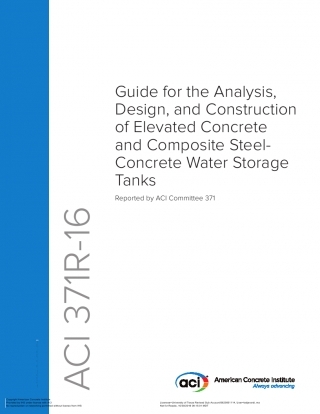 Guide for the Analysis,
Design, and Construction
of Elevated Concrete
and Composite Steel-
Concrete Water Storage
Tanks
Reported by ACI Committee 371
ACI 371R-16
aci
American Concrete Institute
Always advancing